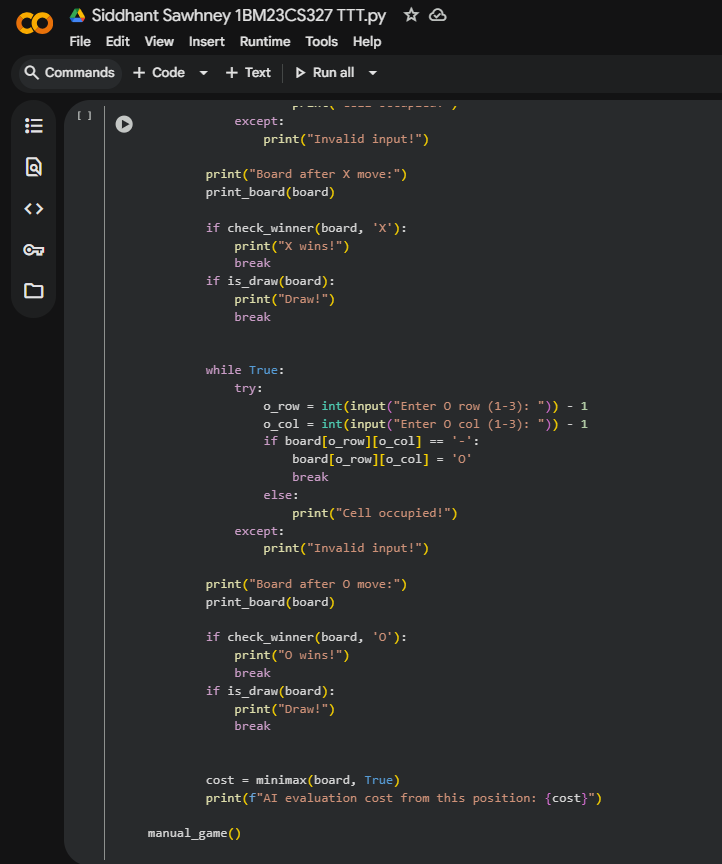 Siddhant Sawhney 1BM23CS327 TTT.py
File Edit View Insert Runtime Tools Help
Commands + Code + Text Run all
[ ]
except:
print("Invalid input!")
print("Board after X move:")
print_board(board)
if check_winner(board, 'X'):
print("X wins!")
break
if is_draw(board):
print("Draw!")
break
while True:
try:
o_row = int(input("Enter O row (1-3): ")) - 1
o_col = int(input("Enter O col (1-3): ")) - 1
if board[o_row][o_col] == '-':
board[o_row][o_col] = 'O'
break
else:
print("Cell occupied!")
except:
print("Invalid input!")
print("Board after O move:")
print_board(board)
if check_winner(board, 'O'):
print("O wins!")
break
if is_draw(board):
print("Draw!")
break
cost = minimax(board, True)
print(f"AI evaluation cost from this position: {cost}")
manual_game()